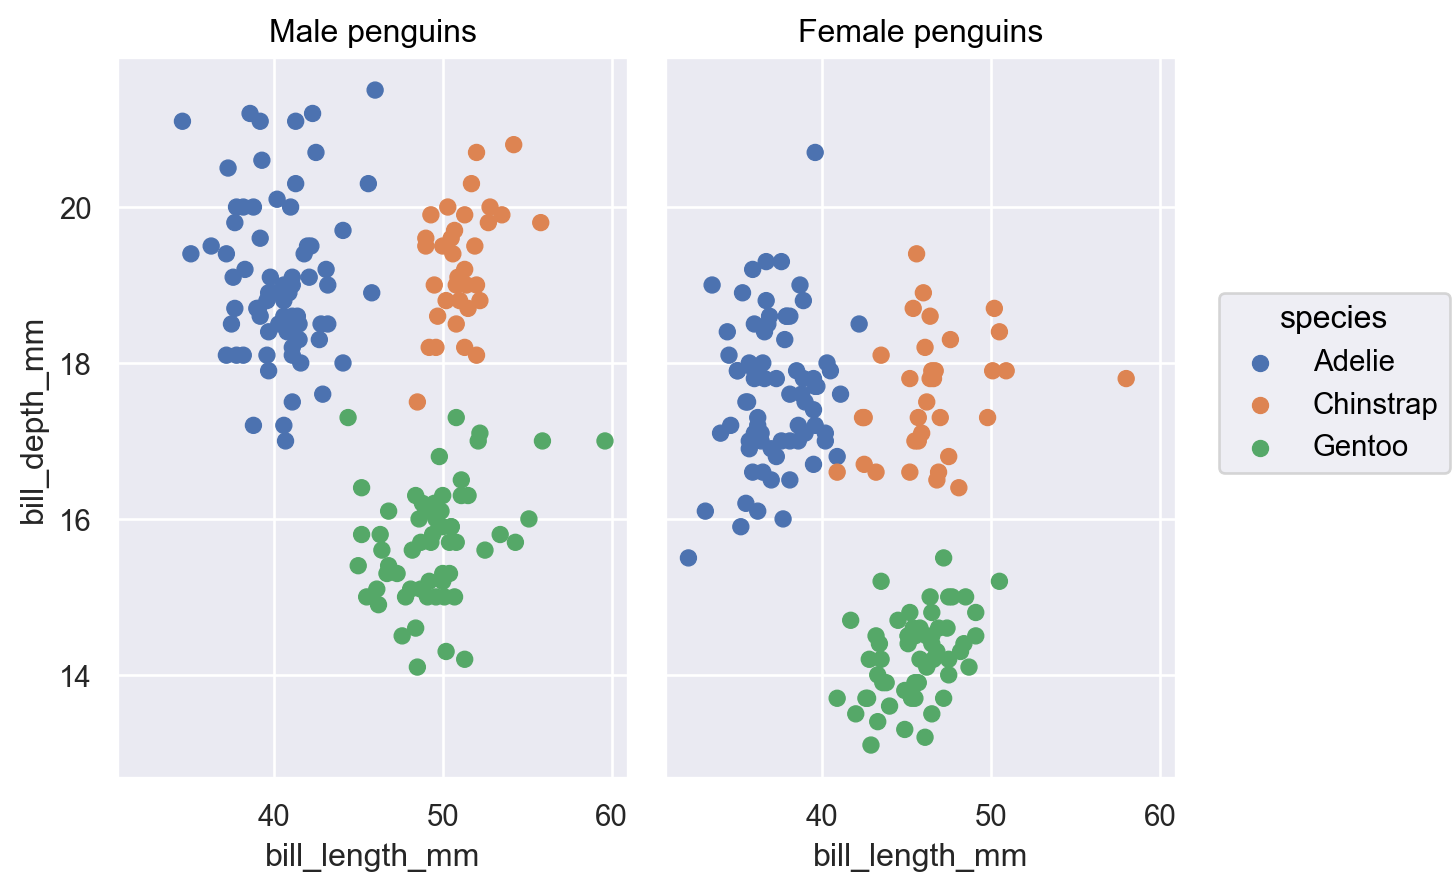 Male penguins
Female penguins
bill_depth_mm
20
18
16
14
40
50
60
40
50
60
bill_length_mm
bill_length_mm
species
Adelie
Chinstrap
Gentoo